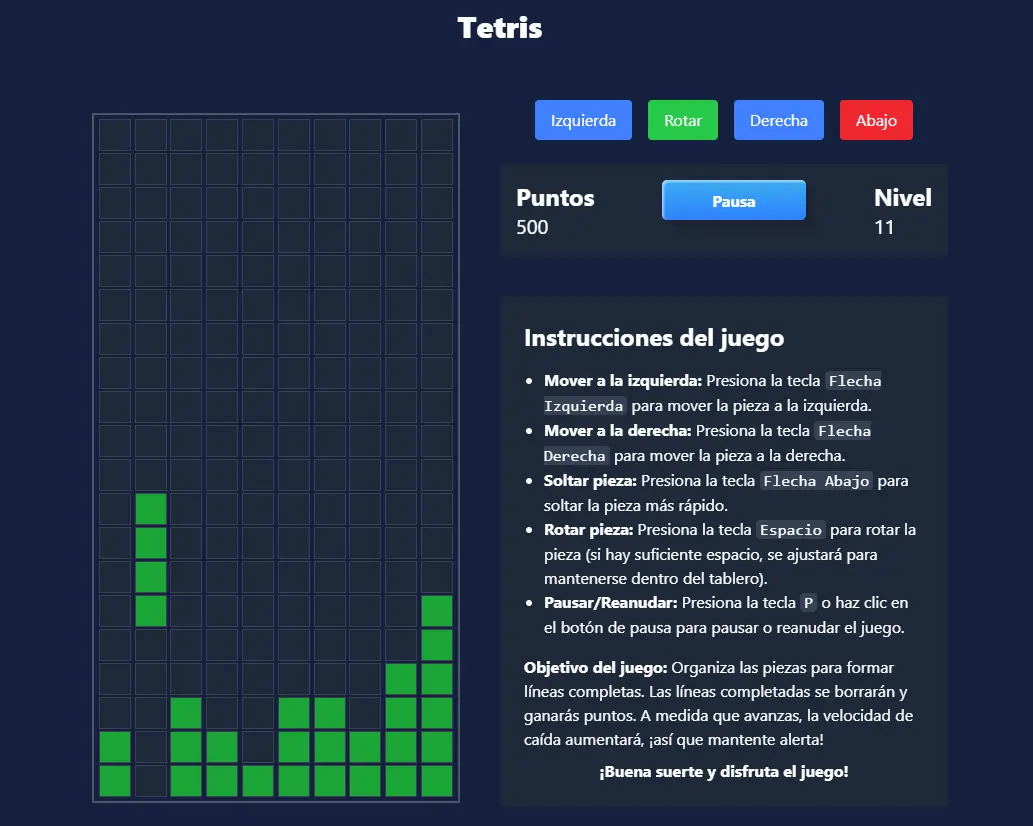 Tetris
Izquierda
Rotar
Derecha
Abajo
Puntos
500
Pausa
Nivel
11
Instrucciones del juego
• Mover a la izquierda: Presiona la tecla Flecha
Izquierda para mover la pieza a la izquierda.
• Mover a la derecha: Presiona la tecla Flecha
Derecha para mover la pieza a la derecha.
• Soltar pieza: Presiona la tecla Flecha Abajo para
soltar la pieza más rápido.
• Rotar pieza: Presiona la tecla Espacio para rotar la
pieza (si hay suficiente espacio, se ajustará para
mantenerse dentro del tablero).
• Pausar/Reanudar: Presiona la tecla P o haz clic en
el botón de pausa para pausar o reanudar el juego.
Objetivo del juego: Organiza las piezas para formar
líneas completas. Las líneas completadas se borrarán y
ganarás puntos. A medida que avanzas, la velocidad de
caída aumentará, ¡así que mantente alerta!
¡Buena suerte y disfruta el juego!